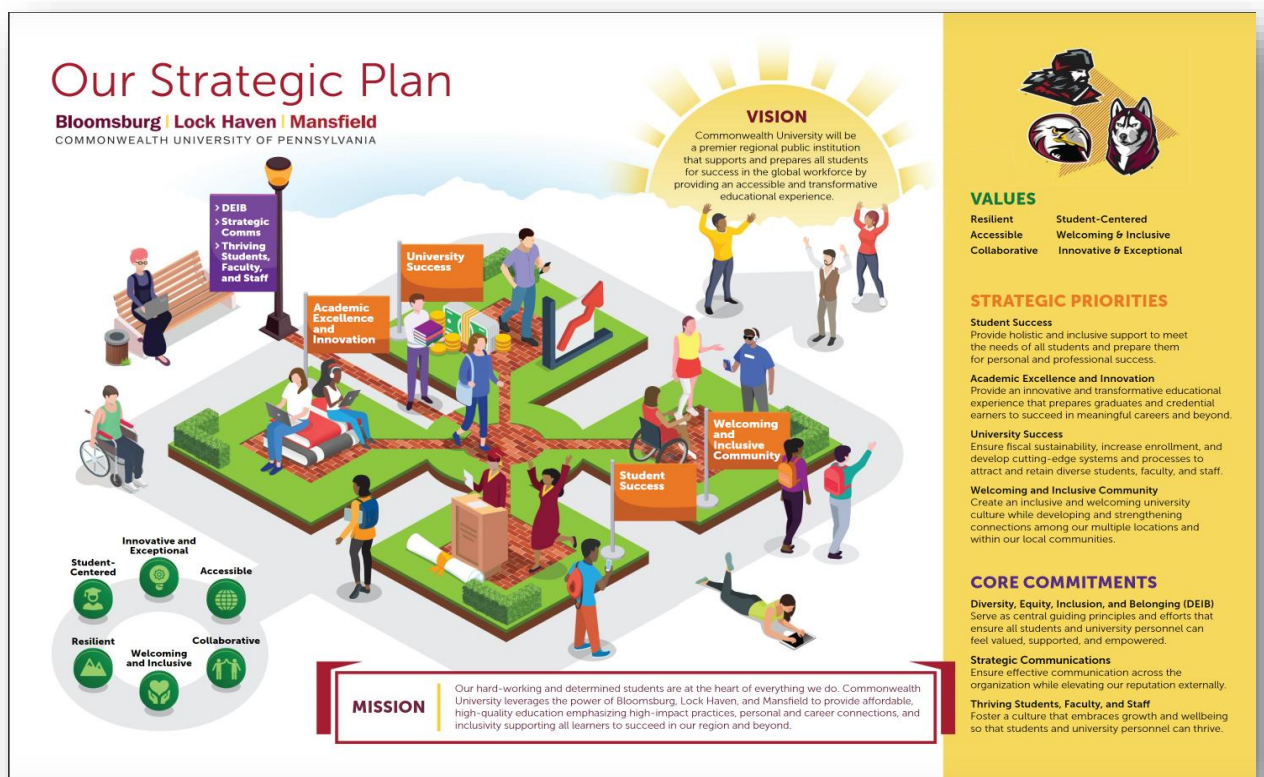 Our Strategic Plan
Bloomsburg | Lock Haven | Mansfield
COMMONWEALTH UNIVERSITY OF PENNSYLVANIA
> DEIB
> Strategic
Comms
> Thriving
Students,
Faculty,
and Staff
University
Success
Academic
Excellence
and
Innovation
Welcoming
and
Inclusive
Community
Student
Success
VISION
Commonwealth University will be
a premier regional public institution
that supports and prepares all students
for success in the global workforce by
providing an accessible and transformative
educational experience.
Innovative and
Exceptional
Student-
Centered
Accessible
Resilient
Collaborative
Welcoming
and Inclusive
MISSION
Our hard-working and determined students are at the heart of everything we do. Commonwealth
University leverages the power of Bloomsburg, Lock Haven, and Mansfield to provide affordable,
high-quality education emphasizing high-impact practices, personal and career connections, and
inclusivity supporting all learners to succeed in our region and beyond.
VALUES
Resilient Student-Centered
Accessible Welcoming & Inclusive
Collaborative Innovative & Exceptional
STRATEGIC PRIORITIES
Student Success
Provide holistic and inclusive support to meet
the needs of all students and prepare them
for personal and professional success.
Academic Excellence and Innovation
Provide an innovative and transformative educational
experience that prepares graduates and credential
earners to succeed in meaningful careers and beyond.
University Success
Ensure fiscal sustainability, increase enrollment, and
develop cutting-edge systems and processes to
attract and retain diverse students, faculty, and staff.
Welcoming and Inclusive Community
Create an inclusive and welcoming university
culture while developing and strengthening
connections among our multiple locations and
within our local communities.
CORE COMMITMENTS
Diversity, Equity, Inclusion, and Belonging (DEIB)
Serve as central guiding principles and efforts that
ensure all students and university personnel can
feel valued, supported, and empowered.
Strategic Communications
Ensure effective communication across the
organization while elevating our reputation externally.
Thriving Students, Faculty, and Staff
Foster a culture that embraces growth and wellbeing
so that students and university personnel can thrive.